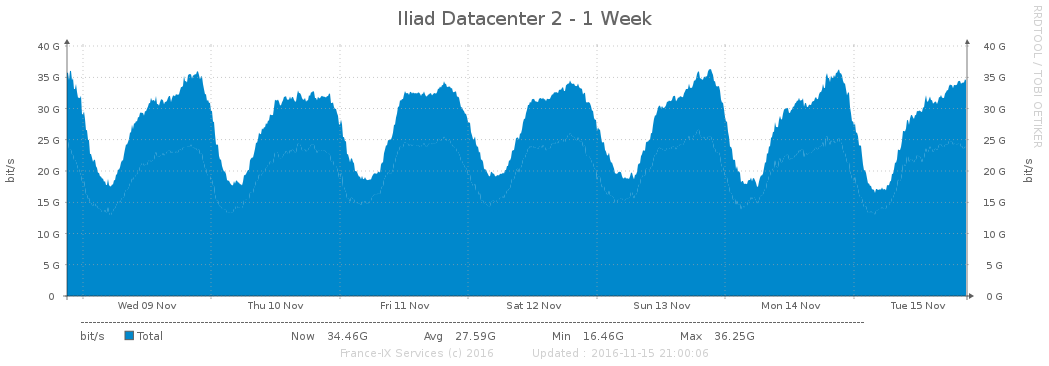 Iliad Datacenter 2 - 1 Week
RRDTOOL / TOBI OETIKER
40 G 40 G
35 G 35 G
30 G 30 G
25 G 25 G
20 G 20 G
15 G 15 G
10 G 10 G
5 G 5 G
0 0 G
bit/s bit/s
Wed 09 Nov Thu 10 Nov Fri 11 Nov Sat 12 Nov Sun 13 Nov Mon 14 Nov Tue 15 Nov
bit/s Total Now 34.46G Avg 27.59G Min 16.46G Max 36.25G
France-IX Services (c) 2016 Updated : 2016-11-15 21:00:06